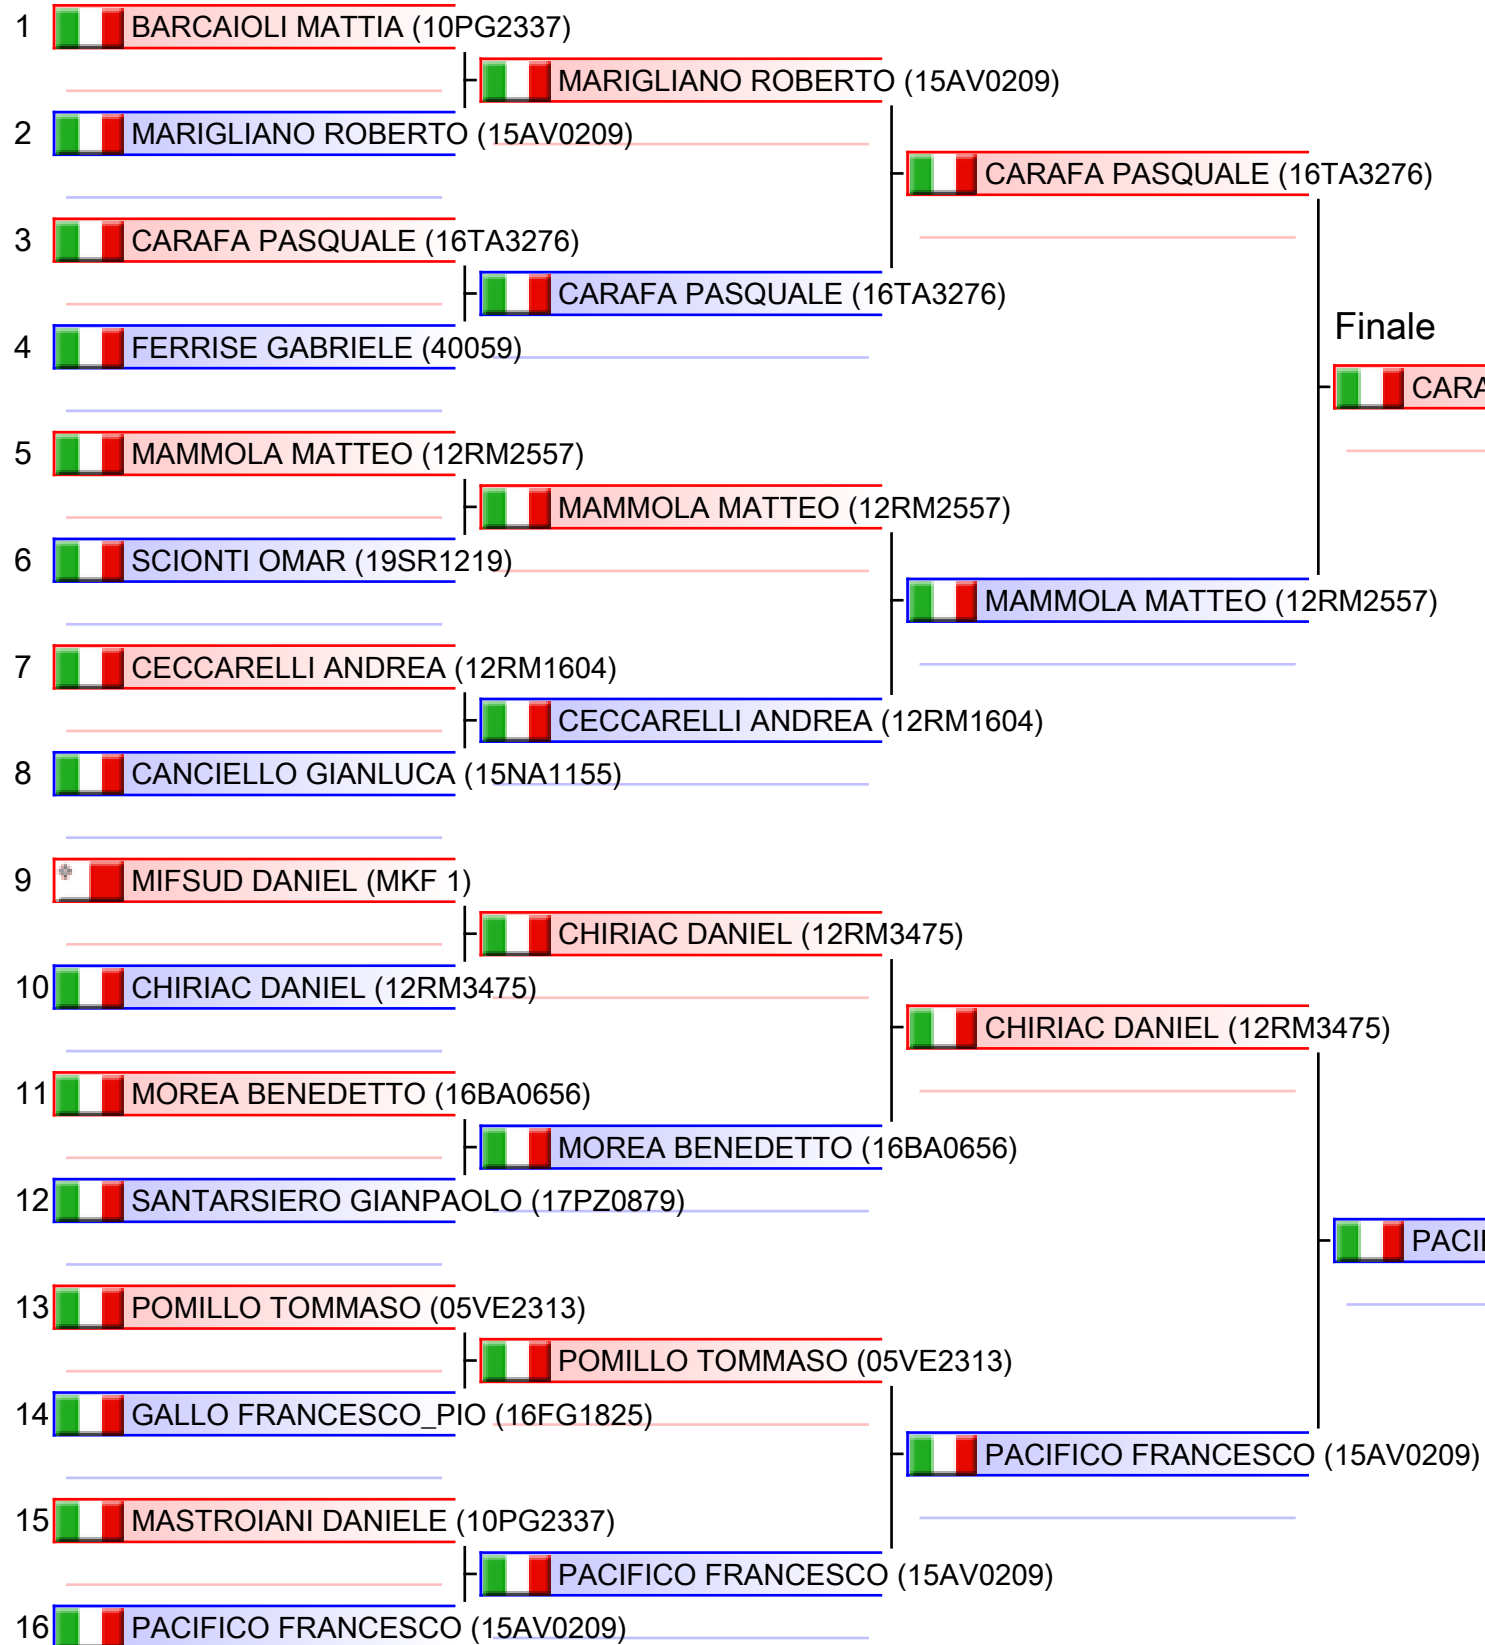 1 BARCAIOLI MATTIA (10PG2337)
MARIGLIANO ROBERTO (15AV0209)
2 MARIGLIANO ROBERTO (15AV0209)
CARAFA PASQUALE (16TA3276)
3 CARAFA PASQUALE (16TA3276)
CARAFA PASQUALE (16TA3276)
Finale
4 FERRISE GABRIELE (40059)
CARA
5 MAMMOLA MATTEO (12RM2557)
MAMMOLA MATTEO (12RM2557)
6 SCIONTI OMAR (19SR1219)
MAMMOLA MATTEO (12RM2557)
7 CECCARELLI ANDREA (12RM1604)
CECCARELLI ANDREA (12RM1604)
8 CANCIELLO GIANLUCA (15NA1155)
9 MIFSUD DANIEL (MKF 1)
CHIRIAC DANIEL (12RM3475)
10 CHIRIAC DANIEL (12RM3475)
CHIRIAC DANIEL (12RM3475)
11 MOREA BENEDETTO (16BA0656)
MOREA BENEDETTO (16BA0656)
12 SANTARSIERO GIANPAOLO (17PZ0879)
PACI
13 POMILLO TOMMASO (05VE2313)
POMILLO TOMMASO (05VE2313)
14 GALLO FRANCESCO_PIO (16FG1825)
PACIFICO FRANCESCO (15AV0209)
15 MASTROIANI DANIELE (10PG2337)
PACIFICO FRANCESCO (15AV0209)
16 PACIFICO FRANCESCO (15AV0209)